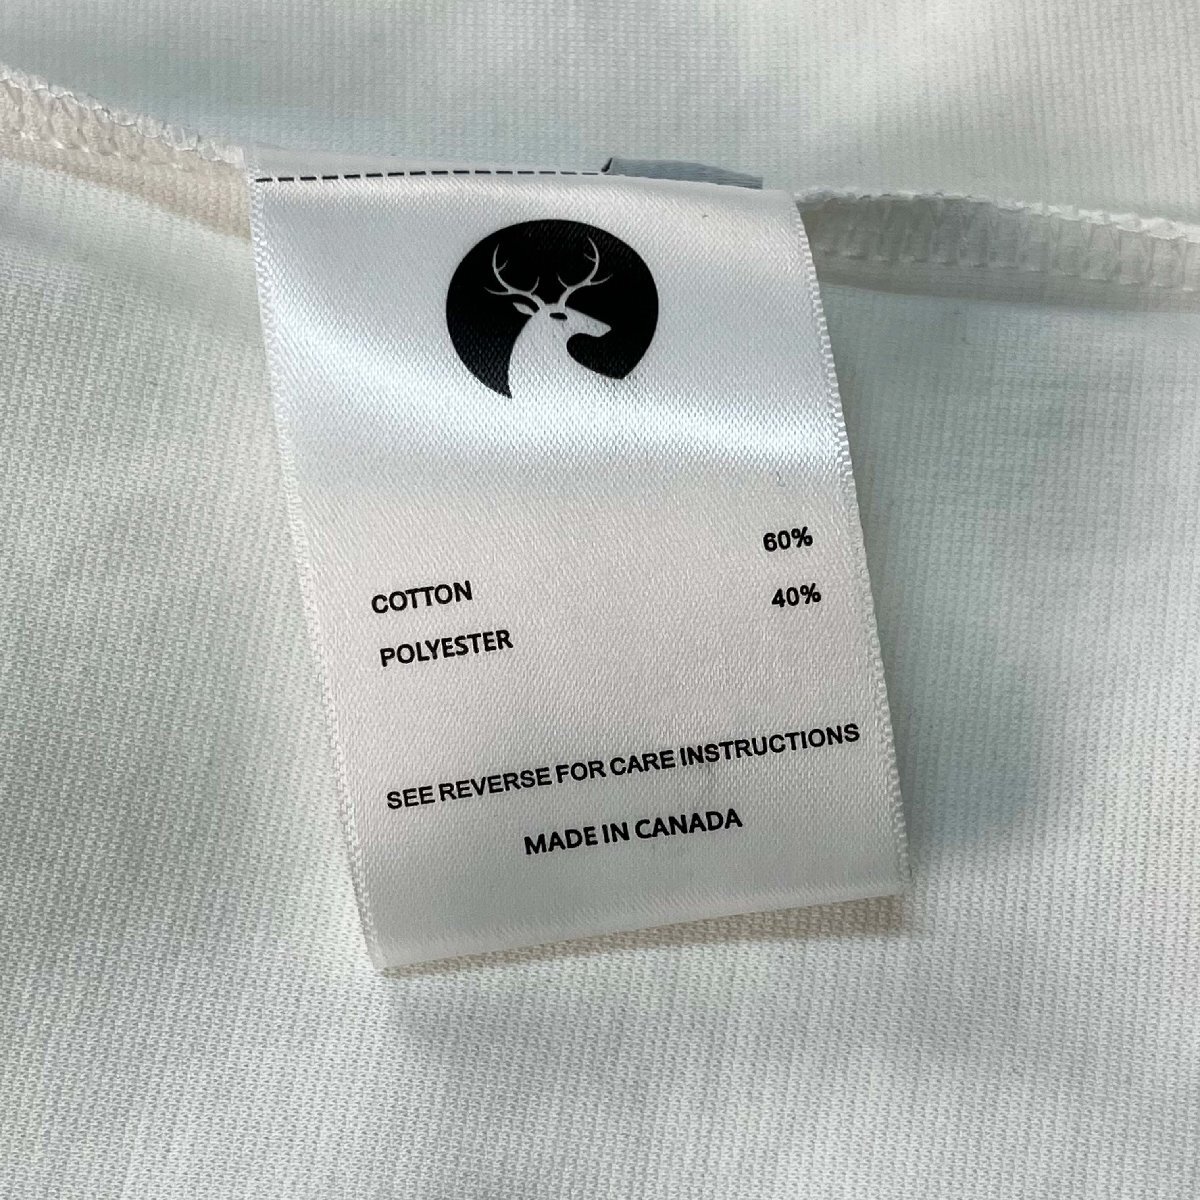 COTTON 60%
POLYESTER 40%
SEE REVERSE FOR CARE INSTRUCTIONS
MADE IN CANADA